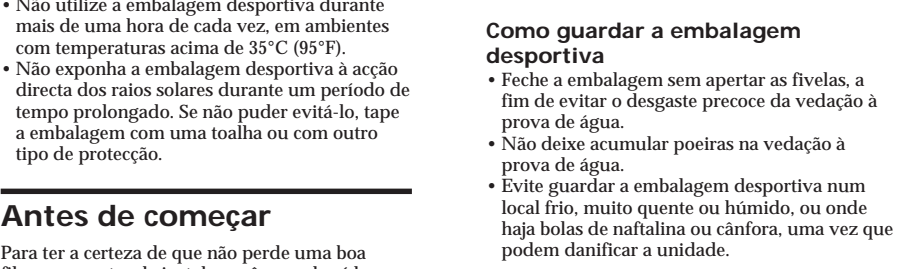 • Não utilize a embalagem desportiva durante
mais de uma hora de cada vez, em ambientes
com temperaturas acima de 35°C (95°F).
• Não exponha a embalagem desportiva à acção
directa dos raios solares durante um período de
tempo prolongado. Se não puder evitá-lo, tape
a embalagem com uma toalha ou com outro
tipo de protecção.
Antes de começar
Para ter a certeza de que não perde uma boa
Como guardar a embalagem
desportiva
• Feche a embalagem sem apertar as fivelas, a
fim de evitar o desgaste precoce da vedação à
prova de água.
• Não deixe acumular poeiras na vedação à
prova de água.
• Evite guardar a embalagem desportiva num
local frio, muito quente ou húmido, ou onde
haja bolas de naftalina ou cânfora, uma vez que
podem danificar a unidade.